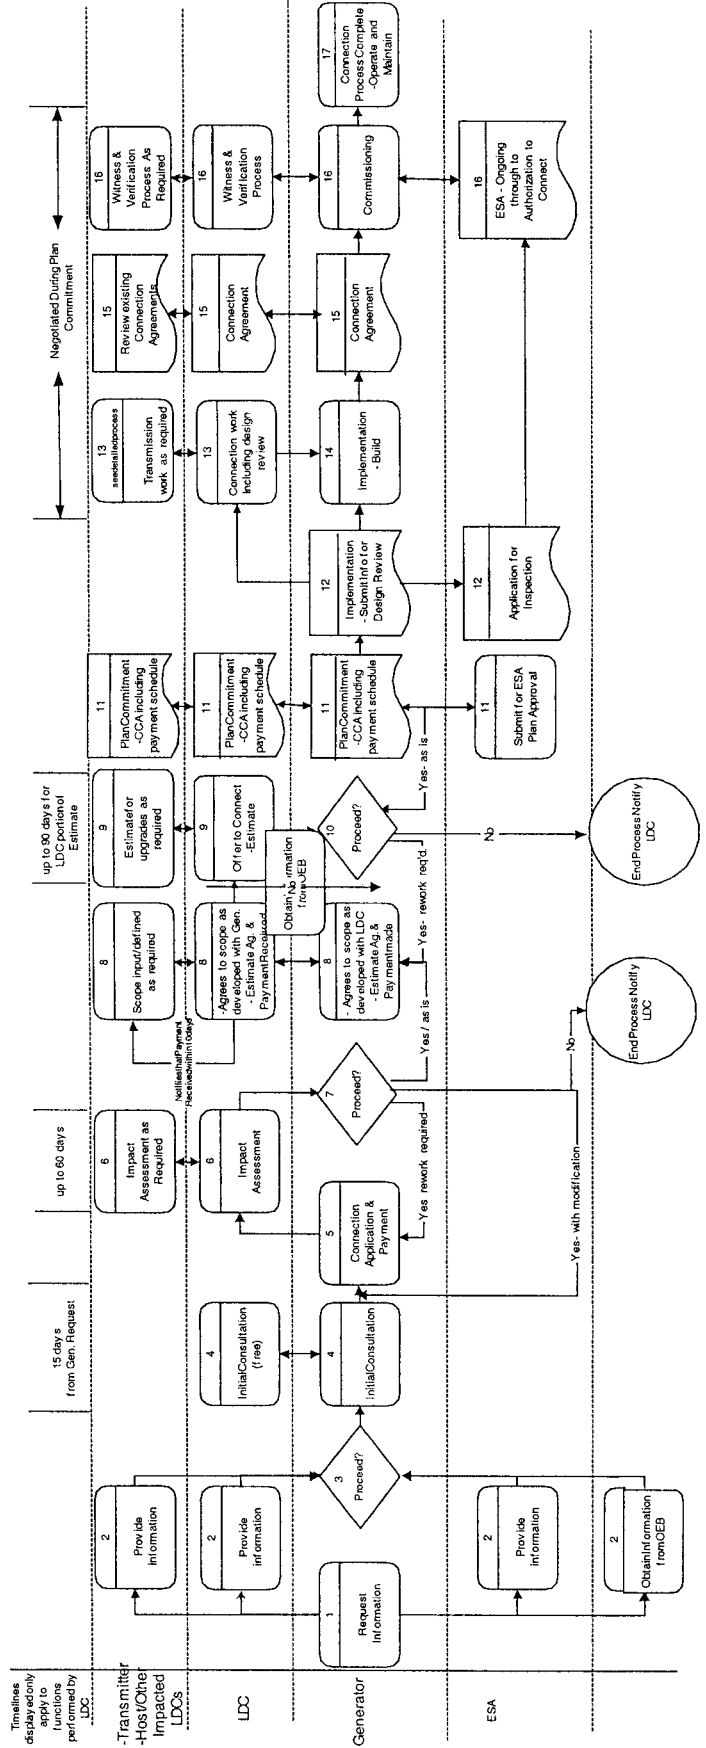 Timelines
displayed only
apply to
functions
performed by
LDC
15 days
from Gen. Request
up to 60 days
up to 90 days for
LDC portion of
Estimate
Negotiated During Plan
Commitment
-Transmitter
-Host/Other
Impacted
LDCs
2
Provide
information
6
Impact
Assessment as
Required
Notifies that Payment
Received within 10 days
8
Scope input/defined
as required
9
Estimate for
upgrades as
required
11
Plan Commitment
-CCA including
payment schedule
13
see detailed process
Transmission
work as required
15
Review existing
Connection
Agreements
16
Witness &
Verification
Process As
Required
LDC
2
Provide
information
4
Initial Consultation
(free)
6
Impact
Assessment
8
-Agrees to scope as
developed with Gen.
- Estimate Ag. &
Payment Received
9
Offer to Connect
-Estimate
11
Plan Commitment
-CCA including
payment schedule
13
Connection work
Including design
review
15
Connection
Agreement
16
Witness &
Verification
Process
Generator
1
Request
Information
3
Proceed?
4
Initial Consultation
5
Connection
Application &
Payment
7
Proceed?
Yes rework required
Yes / as is
8
- Agrees to scope as
developed with LDC
- Estimate Ag. &
Payment made
Obtain Information
from OEB
No
10
Proceed?
Yes- rework req'd.
Yes- as is
11
Plan Commitment
-CCA including
payment schedule
12
Implementation
- Submit Info for
Design Review
14
Implementation
- Build
15
Connection
Agreement
16
Commissioning
17
Connection
Process Complete
-Operate and
Maintain
ESA
2
Provide
information
Yes- with modification
No
No
11
Submit for ESA
Plan Approval
12
Application for
Inspection
16
ESA - Ongoing
through to
Authorization to
Connect
2
Obtain Information
from OEB
End Process Notify
LDC
End Process Notify
LDC